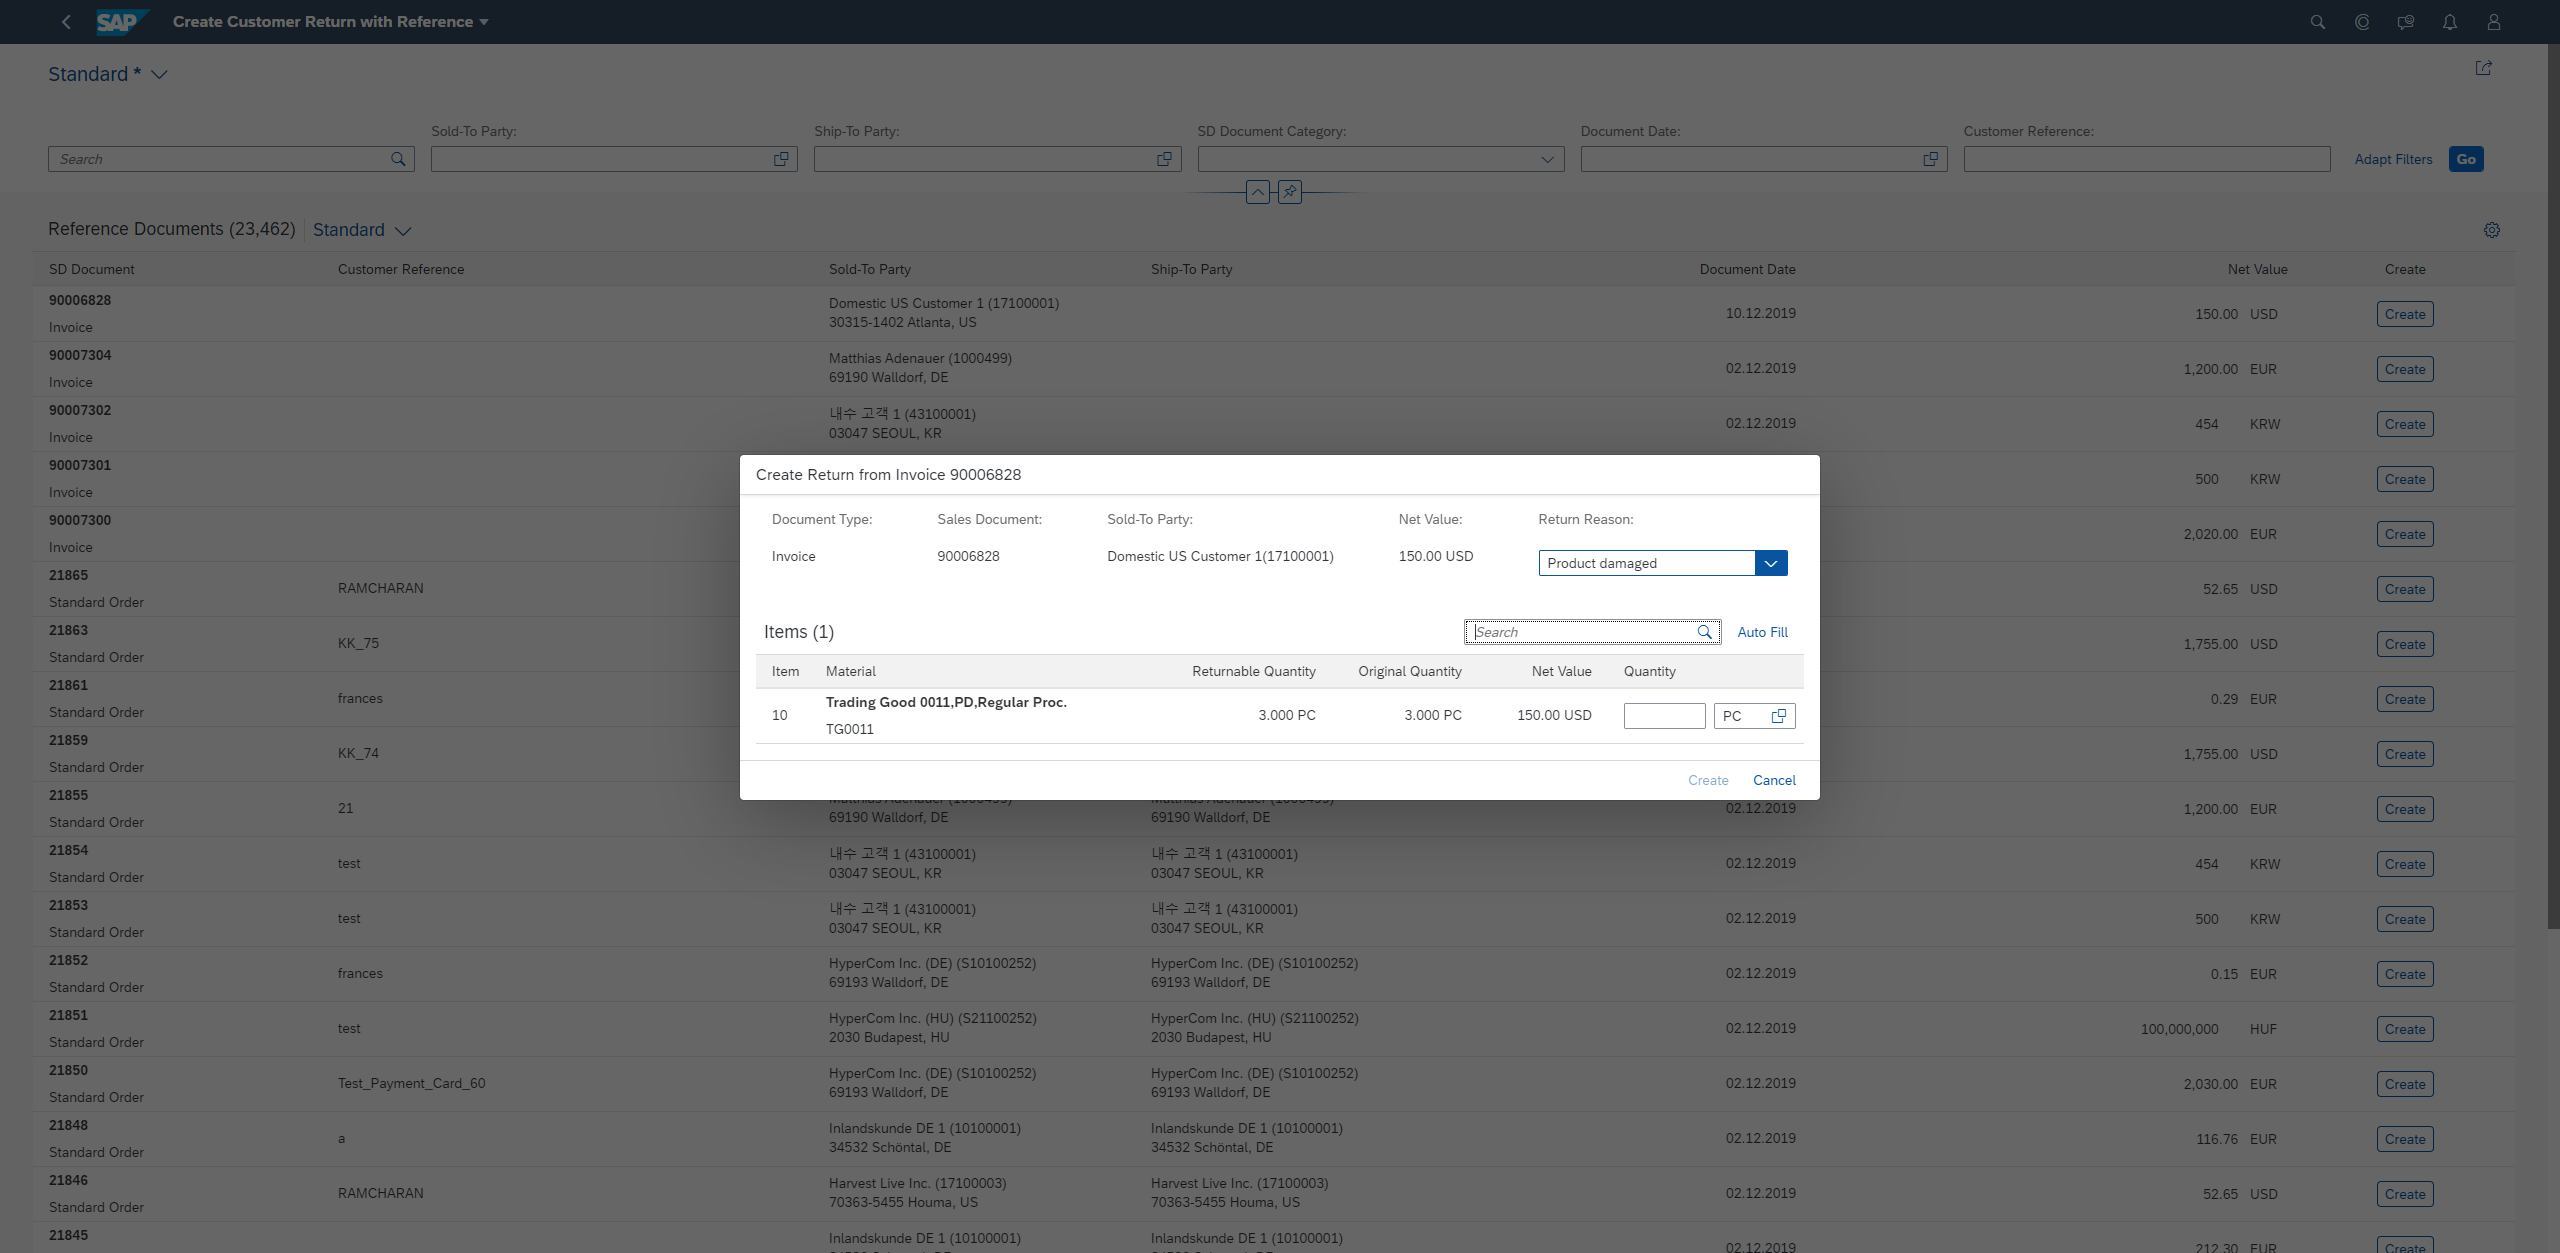 SAP Create Customer Return with Reference
Standard *
Sold-To Party: Ship-To Party: SD Document Category: Document Date: Customer Reference:
Search Adapt Filters Go
Reference Documents (23,462) Standard
SD Document Customer Reference Sold-To Party Ship-To Party Document Date Net Value Create
90006828
Invoice
Domestic US Customer 1 (17100001)
30315-1402 Atlanta, US
10.12.2019 150.00 USD Create
90007304
Invoice
Matthias Adenauer (1000499)
69190 Walldorf, DE
02.12.2019 1,200.00 EUR Create
90007302
Invoice
내수 고객 1 (43100001)
03047 SEOUL, KR
02.12.2019 454 KRW Create
90007301
Invoice
500 KRW Create
90007300
Invoice
2,020.00 EUR Create
21865
Standard Order
RAMCHARAN
52.65 USD Create
21863
Standard Order
KK_75
1,755.00 USD Create
21861
Standard Order
frances
0.29 EUR Create
21859
Standard Order
KK_74
1,755.00 USD Create
Create Return from Invoice 90006828
Document Type: Sales Document: Sold-To Party: Net Value: Return Reason:
Invoice 90006828 Domestic US Customer 1(17100001) 150.00 USD Product damaged
Items (1) Search Auto Fill
Item Material Returnable Quantity Original Quantity Net Value Quantity
10 Trading Good 0011,PD,Regular Proc.
TG0011
3.000 PC 3.000 PC 150.00 USD PC
Create Cancel
21855
Standard Order
21
Matthias Adenauer (1000499)
69190 Walldorf, DE
Matthias Adenauer (1000499)
69190 Walldorf, DE
02.12.2019 1,200.00 EUR Create
21854
Standard Order
test
내수 고객 1 (43100001)
03047 SEOUL, KR
내수 고객 1 (43100001)
03047 SEOUL, KR
02.12.2019 454 KRW Create
21853
Standard Order
test
내수 고객 1 (43100001)
03047 SEOUL, KR
내수 고객 1 (43100001)
03047 SEOUL, KR
02.12.2019 500 KRW Create
21852
Standard Order
frances
HyperCom Inc. (DE) (S10100252)
69193 Walldorf, DE
HyperCom Inc. (DE) (S10100252)
69193 Walldorf, DE
02.12.2019 0.15 EUR Create
21851
Standard Order
test
HyperCom Inc. (HU) (S21100252)
2030 Budapest, HU
HyperCom Inc. (HU) (S21100252)
2030 Budapest, HU
02.12.2019 100,000,000 HUF Create
21850
Standard Order
Test_Payment_Card_60
HyperCom Inc. (DE) (S10100252)
69193 Walldorf, DE
HyperCom Inc. (DE) (S10100252)
69193 Walldorf, DE
02.12.2019 2,030.00 EUR Create
21848
Standard Order
a
Inlandskunde DE 1 (10100001)
34532 Schöntal, DE
Inlandskunde DE 1 (10100001)
34532 Schöntal, DE
02.12.2019 116.76 EUR Create
21846
Standard Order
RAMCHARAN
Harvest Live Inc. (17100003)
70363-5455 Houma, US
Harvest Live Inc. (17100003)
70363-5455 Houma, US
02.12.2019 52.65 USD Create
21845
Inlandskunde DE 1 (10100001)
Inlandskunde DE 1 (10100001)
02.12.2019 212.30 EUR Create